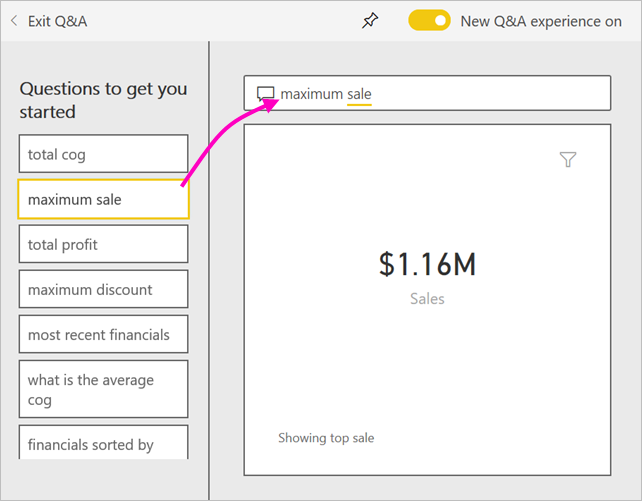 Exit Q&A
New Q&A experience on
Questions to get you
started
total cog
maximum sale
total profit
maximum discount
most recent financials
what is the average
cog
financials sorted by
maximum sale
$1.16M
Sales
Showing top sale